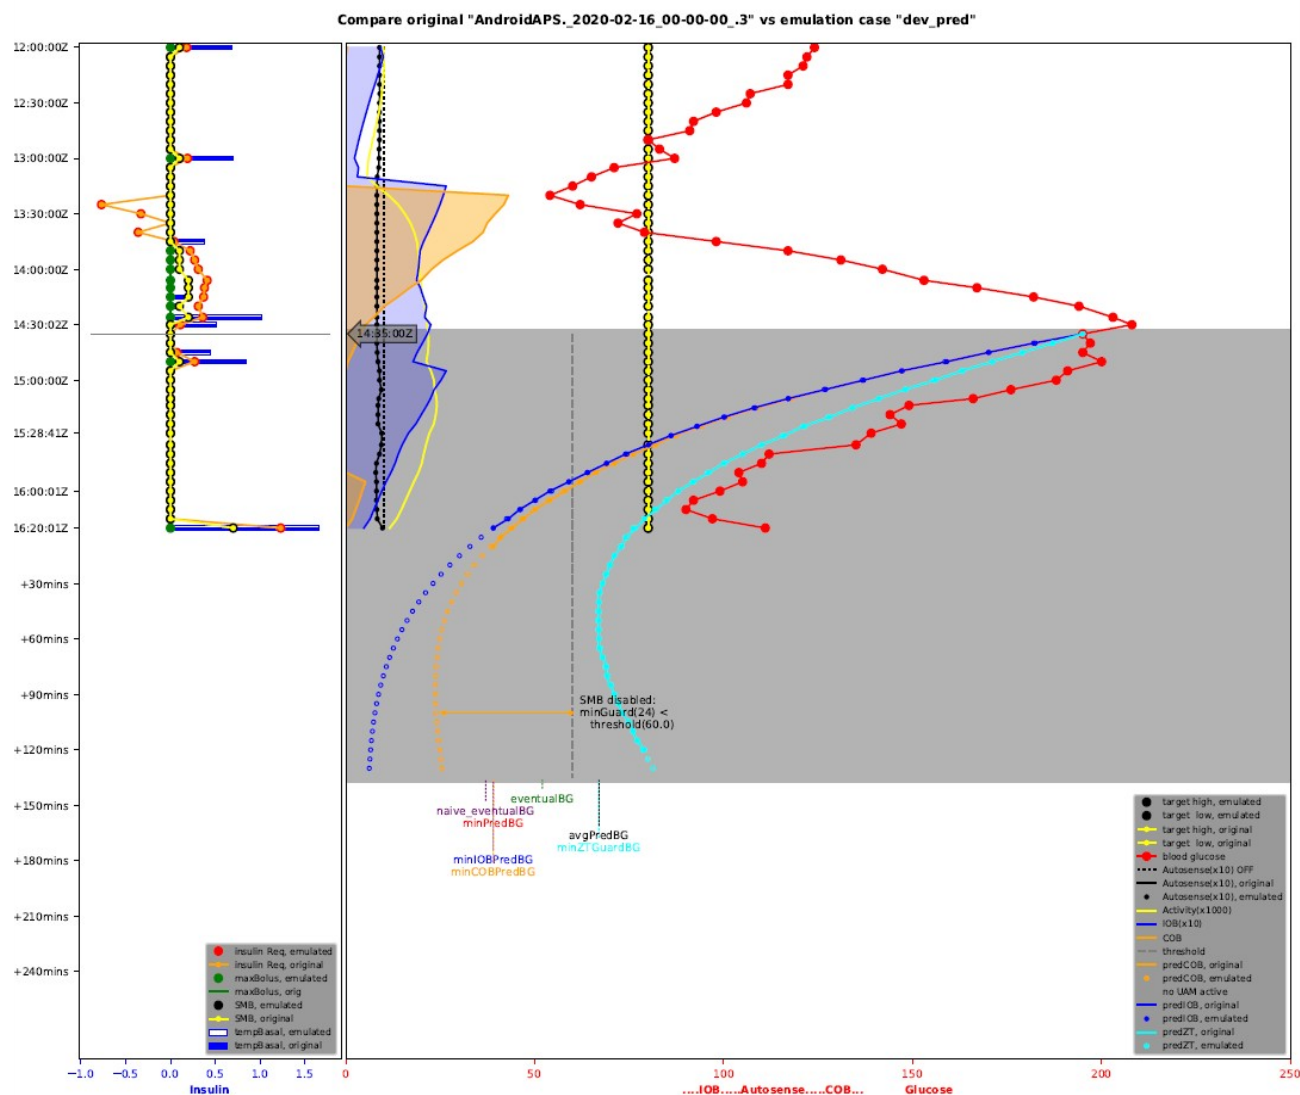 Compare original "AndroidAPS._2020-02-16_00-00-00_.3" vs emulation case "dev_pred"
12:00:00Z
12:30:00Z
13:00:00Z
13:30:00Z
14:00:00Z
14:30:02Z
14:35:00Z
15:00:00Z
15:28:41Z
16:00:01Z
16:20:01Z
+30mins
+60mins
+90mins
+120mins
+150mins
+180mins
+210mins
+240mins
SMB disabled:
minGuard(24) <
threshold(60.0)
eventualBG
naive_eventualBG
minPredBG
avgPredBG
minZTGuardBG
minIOBPredBG
minCOBPredBG
insulin Req, emulated
insulin Req, original
maxBolus, emulated
maxBolus, orig
SMB, emulated
SMB, original
tempBasal, emulated
tempBasal, original
target high, emulated
target low, emulated
target high, original
target low, original
blood glucose
Autosense(x10) OFF
Autosense(x10), original
Autosense(x10), emulated
Activity(x1000)
IOB(x10)
COB
threshold
predCOB, original
predCOB, emulated
no UAM active
predIOB, original
predIOB, emulated
predZT, original
predZT, emulated
−1.0 −0.5 0.0 0.5 1.0 1.5
Insulin
0 50 100 150 200 250
....IOB.....Autosense.....COB... Glucose